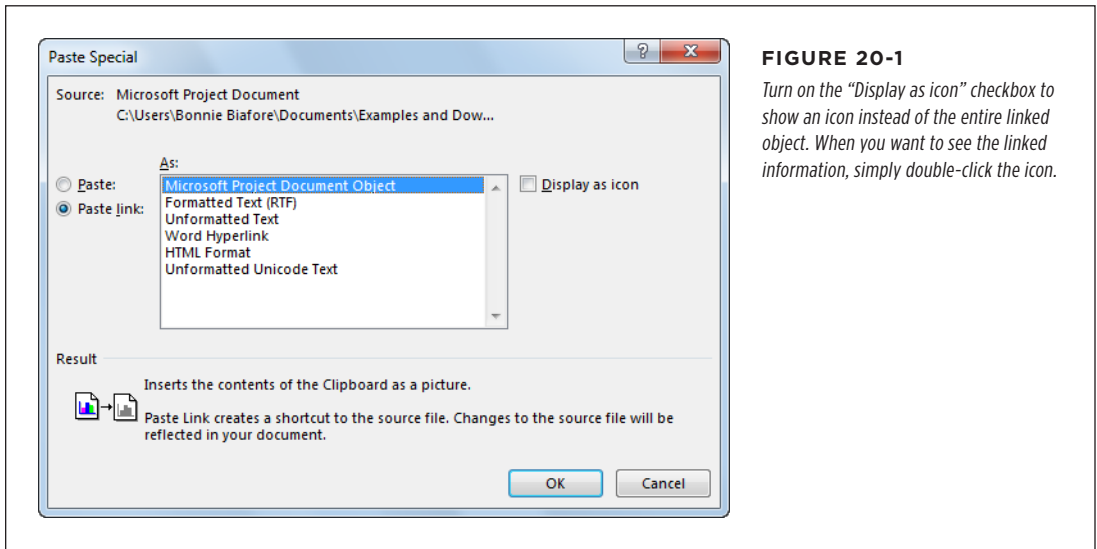 Paste Special
Source: Microsoft Project Document
C:\Users\Bonnie Biafore\Documents\Examples and Dow...
As:
Paste:
Paste link:
Microsoft Project Document Object
Formatted Text (RTF)
Unformatted Text
Word Hyperlink
HTML Format
Unformatted Unicode Text
Display as icon
Result
Inserts the contents of the Clipboard as a picture.
Paste Link creates a shortcut to the source file. Changes to the source file will be
reflected in your document.
OK
Cancel
FIGURE 20-1
Turn on the “Display as icon” checkbox to
show an icon instead of the entire linked
object. When you want to see the linked
information, simply double-click the icon.